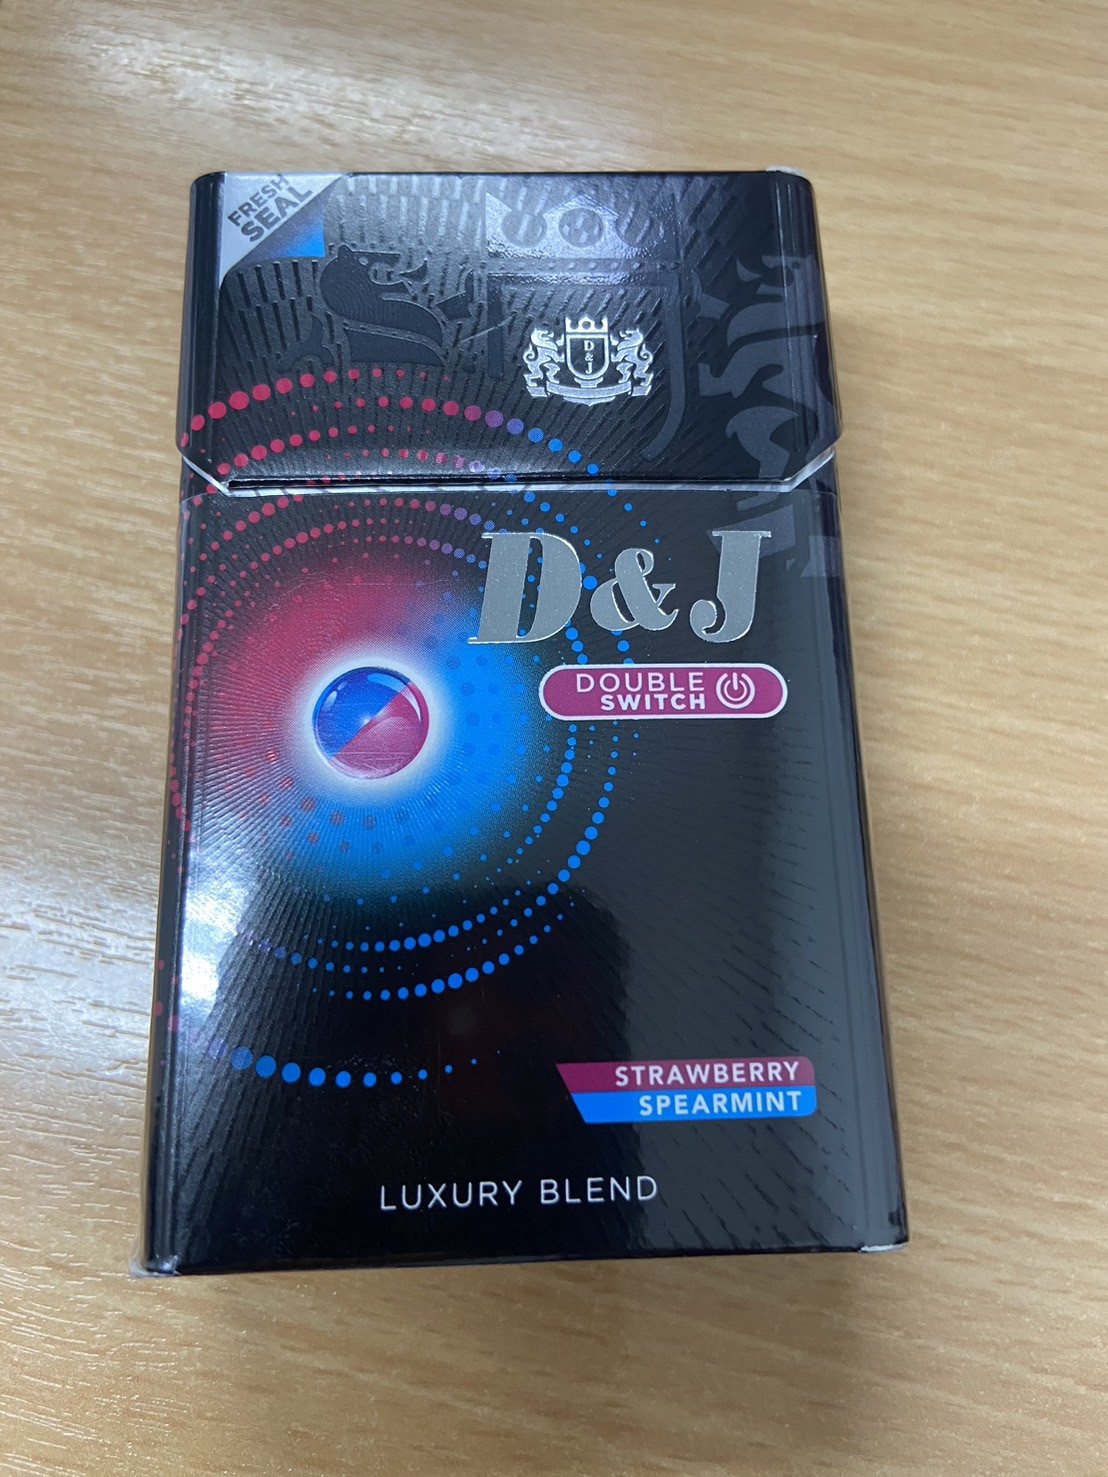 FRESH
SEAL
D
&
J
D&J
DOUBLE
SWITCH
STRAWBERRY
SPEARMINT
LUXURY BLEND